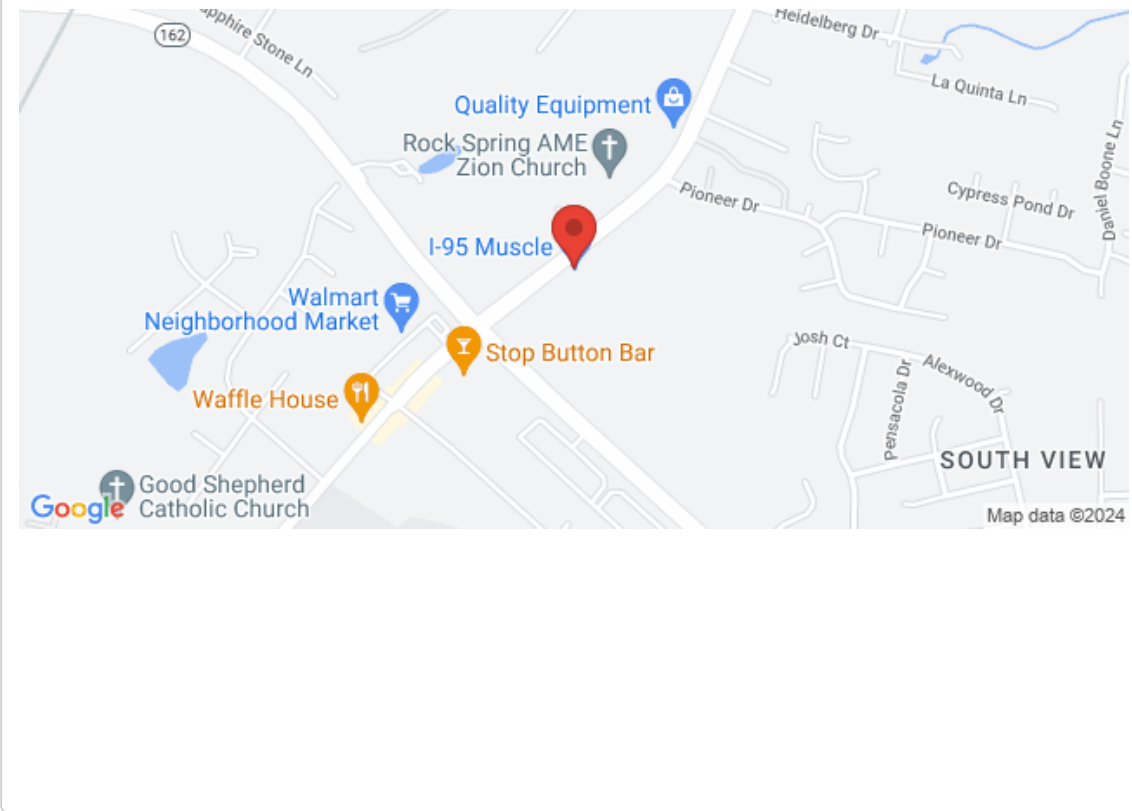 162
Sapphire Stone Ln
Heidelberg Dr
La Quinta Ln
Quality Equipment
Rock Spring AME
Zion Church
Pioneer Dr
Cypress Pond Dr
Daniel Boone Ln
Pioneer Dr
I-95 Muscle
Walmart
Neighborhood Market
Stop Button Bar
Josh Ct
Alexwood Dr
Pensacola Dr
Waffle House
SOUTH VIEW
Good Shepherd
Catholic Church
Google
Map data ©2024